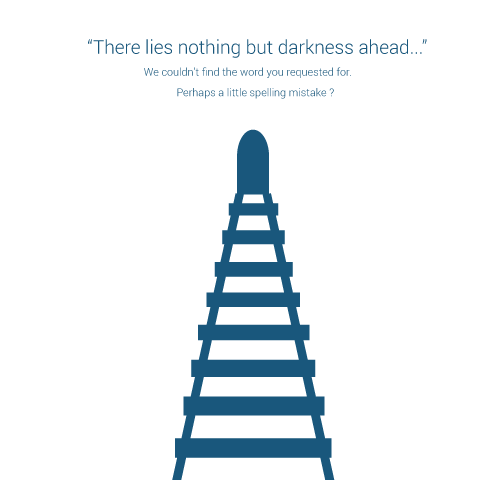 “There lies nothing but darkness ahead...”
We couldn't find the word you requested for.
Perhaps a little spelling mistake ?